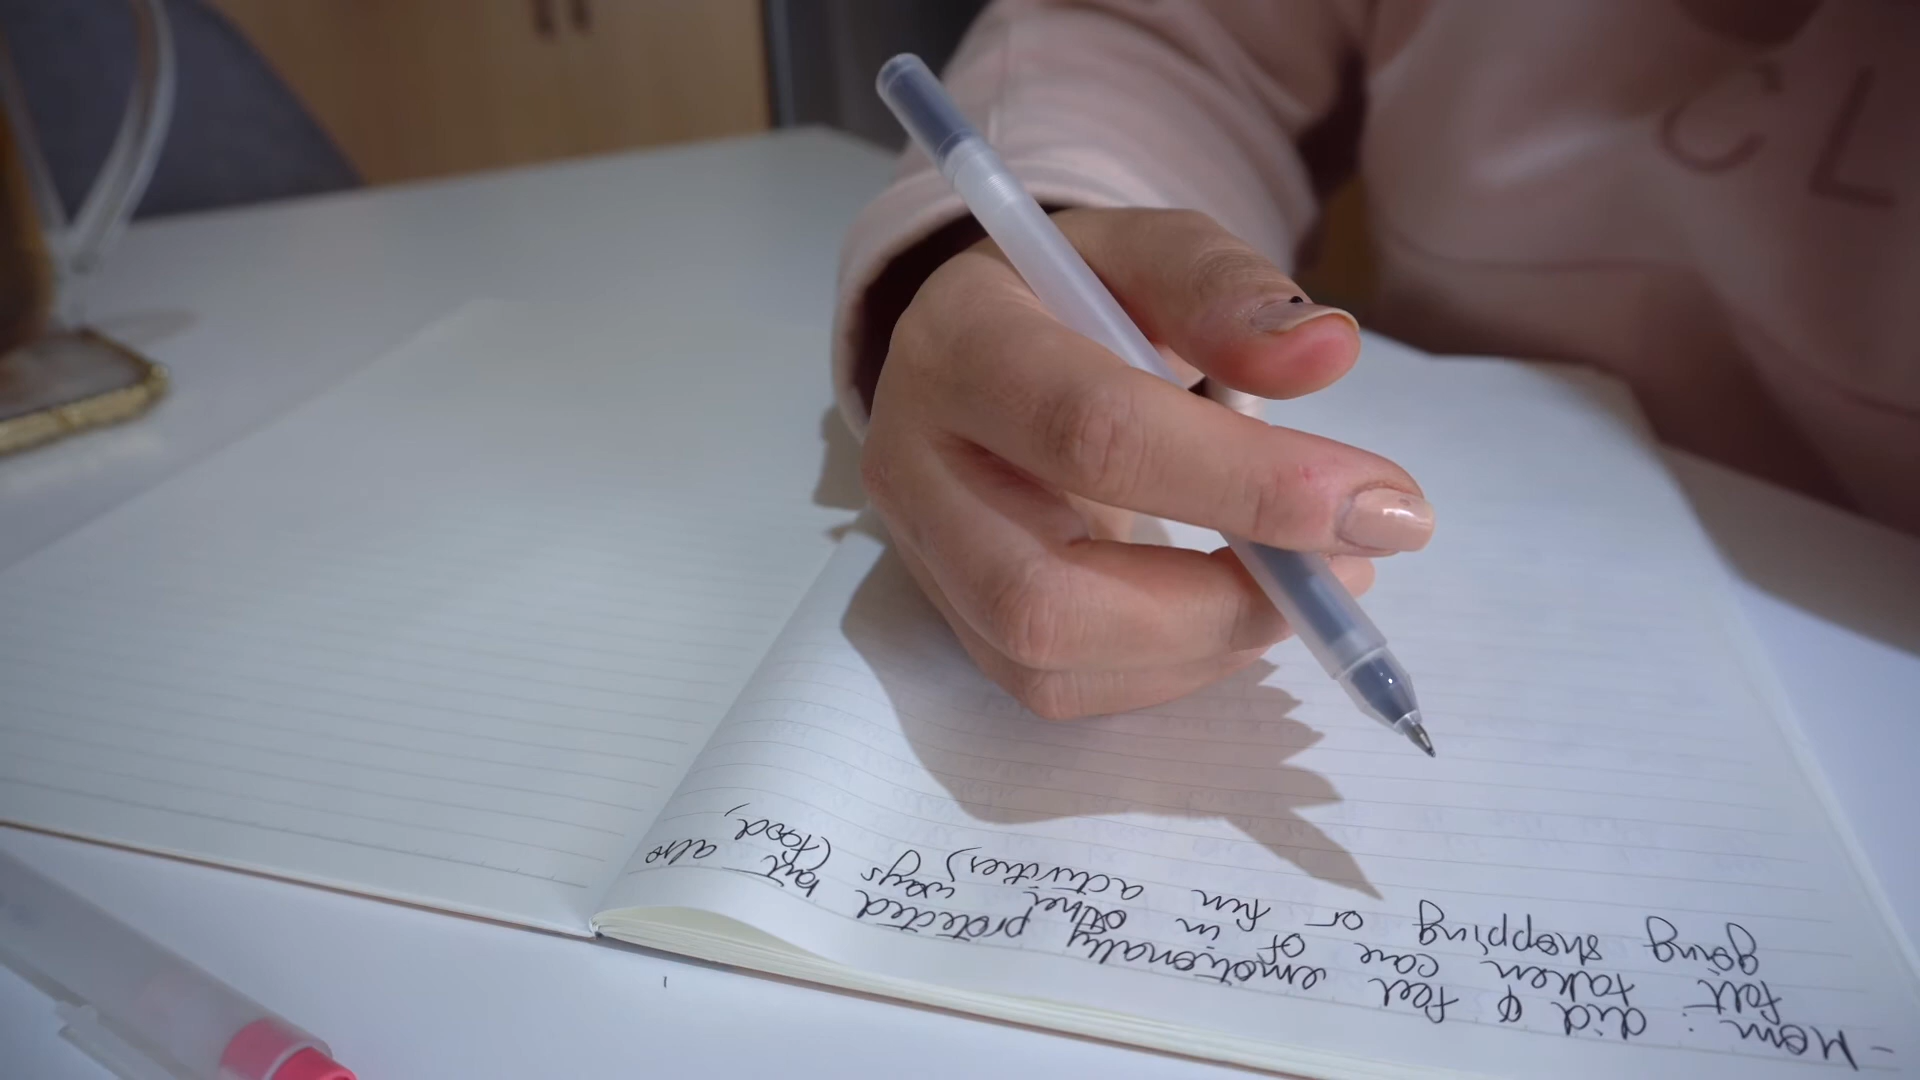 - Mom: did ϕ feel emotionally protected but also
felt taken care of in other ways (food,
going shopping or fun activities)